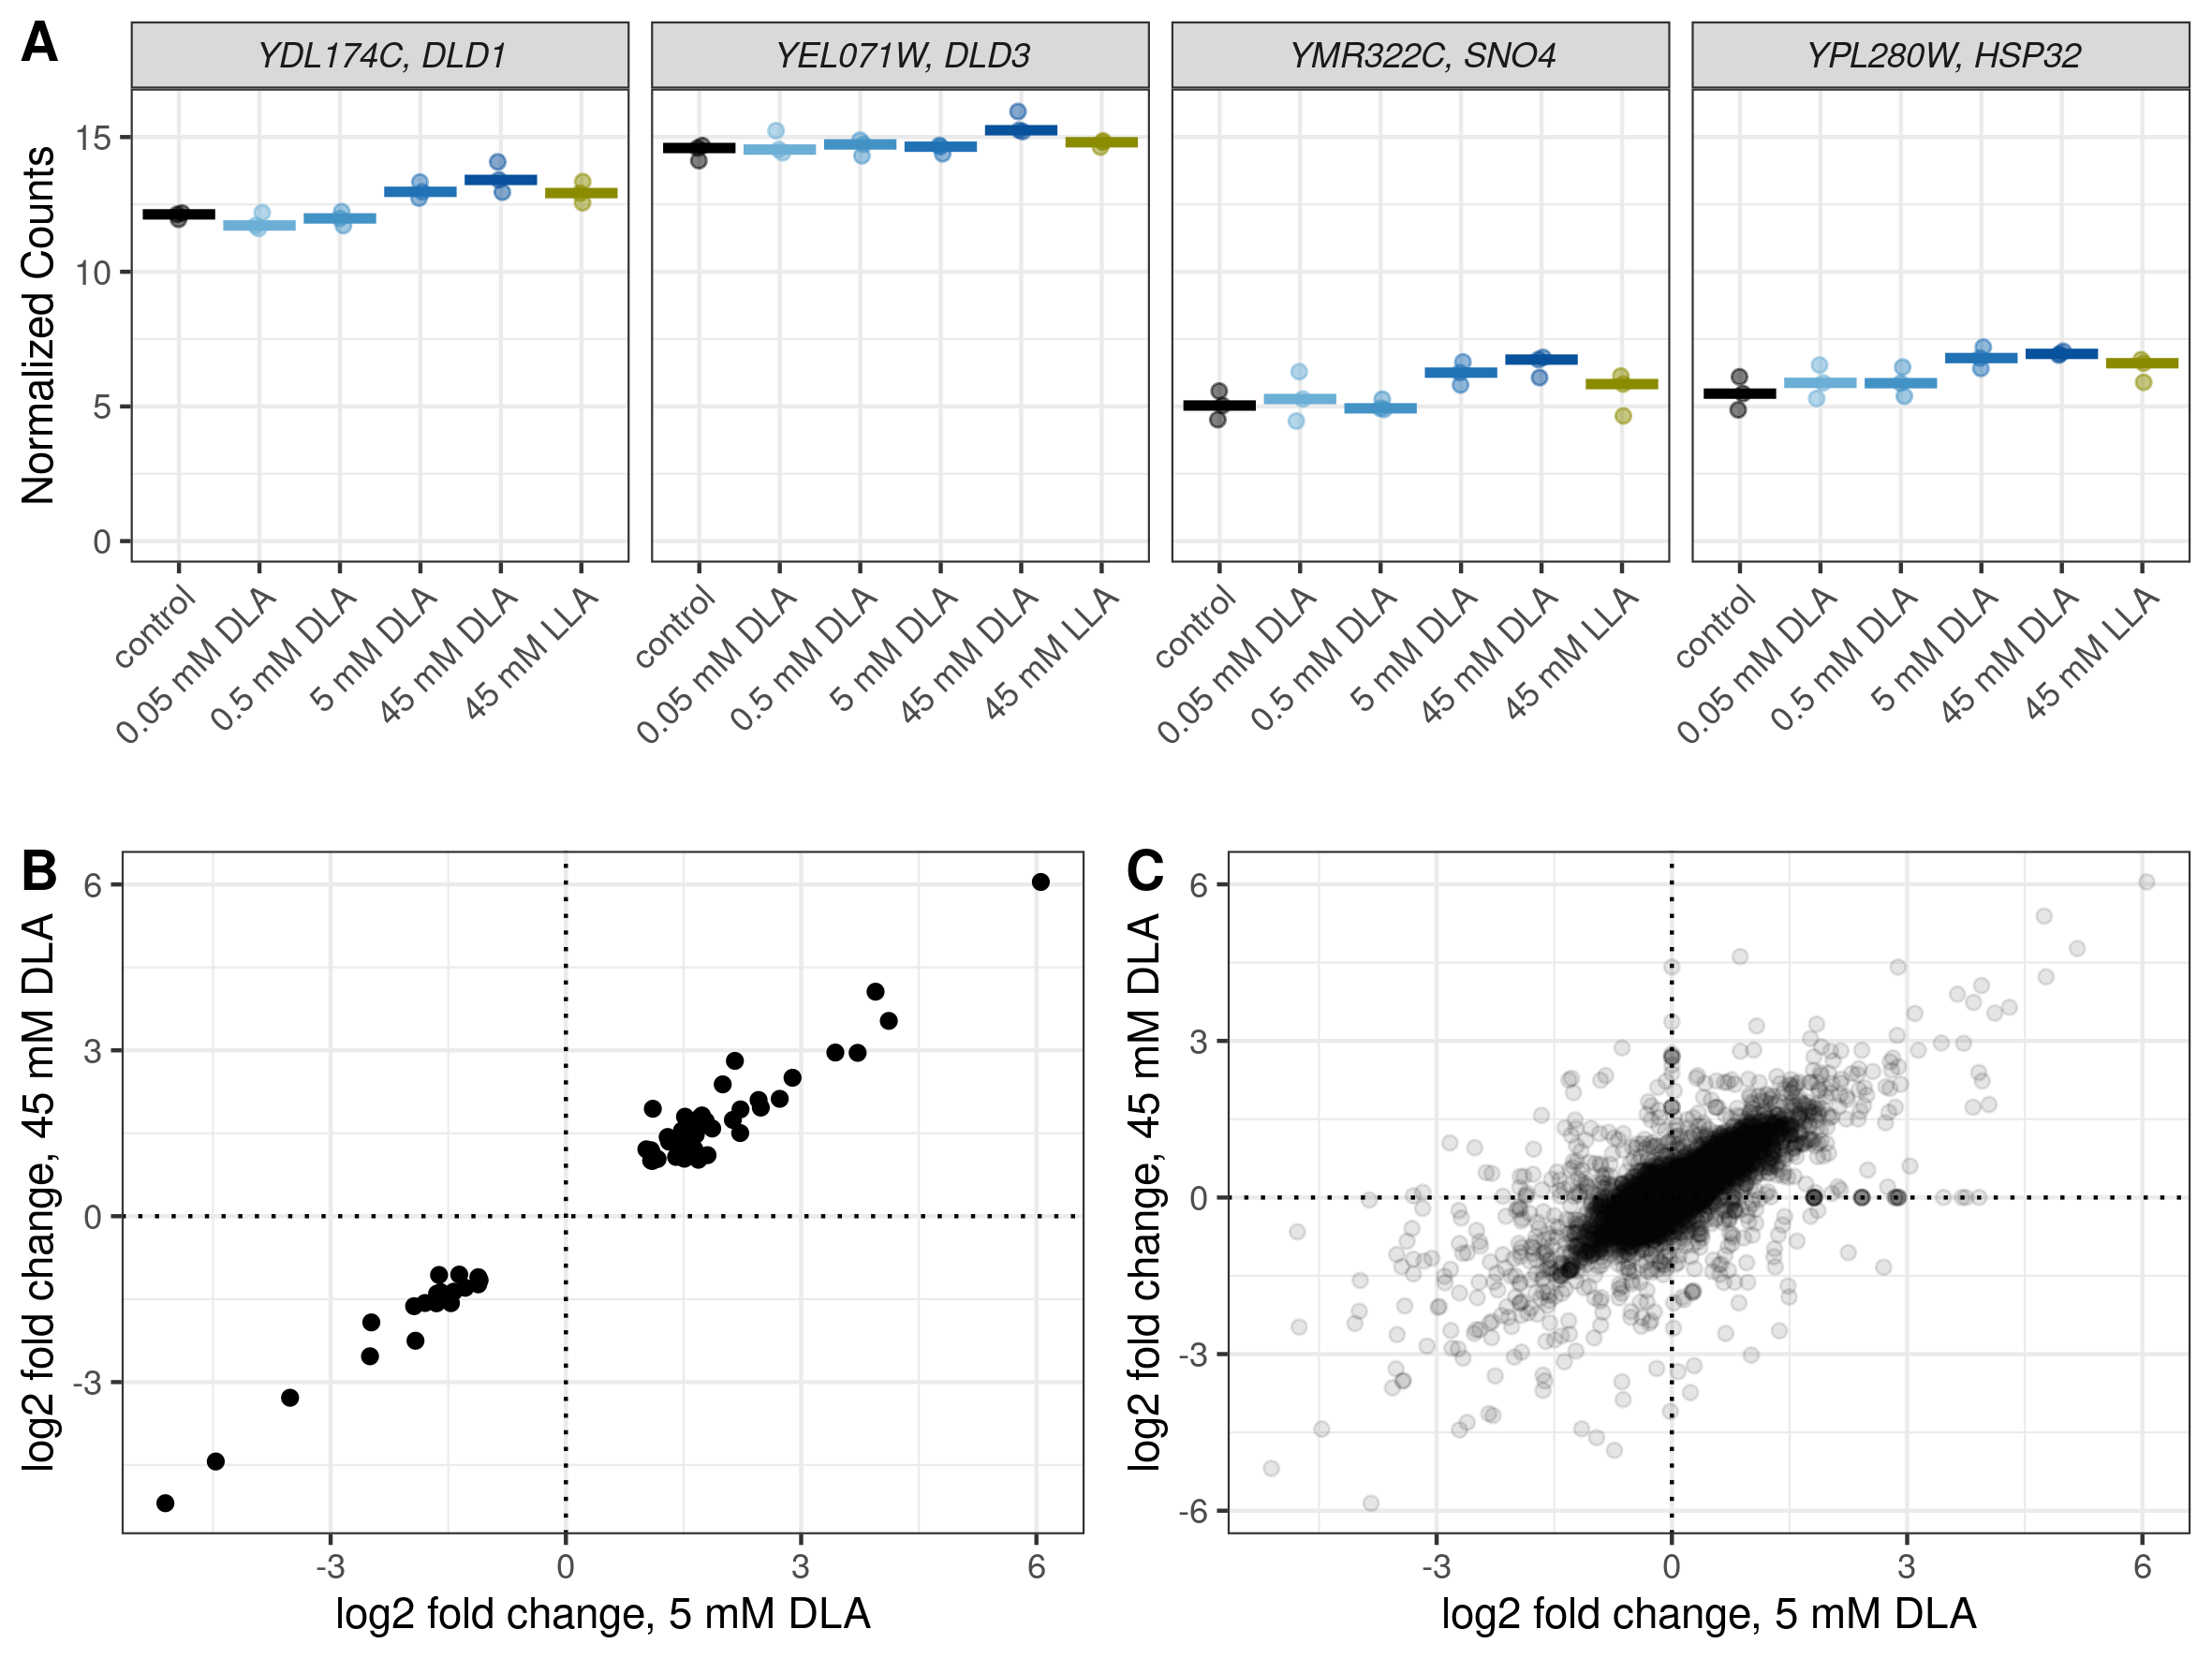 A
YDL174C, DLD1
YEL071W, DLD3
YMR322C, SNO4
YPL280W, HSP32
Normalized Counts
15
10
5
0
control
0.05 mM DLA
0.5 mM DLA
5 mM DLA
45 mM DLA
45 mM LLA
control
0.05 mM DLA
0.5 mM DLA
5 mM DLA
45 mM DLA
45 mM LLA
control
0.05 mM DLA
0.5 mM DLA
5 mM DLA
45 mM DLA
45 mM LLA
control
0.05 mM DLA
0.5 mM DLA
5 mM DLA
45 mM DLA
45 mM LLA
B
log2 fold change, 45 mM DLA
6
3
0
-3
-3
0
3
6
log2 fold change, 5 mM DLA
C
log2 fold change, 45 mM DLA
6
3
0
-3
-6
-3
0
3
6
log2 fold change, 5 mM DLA